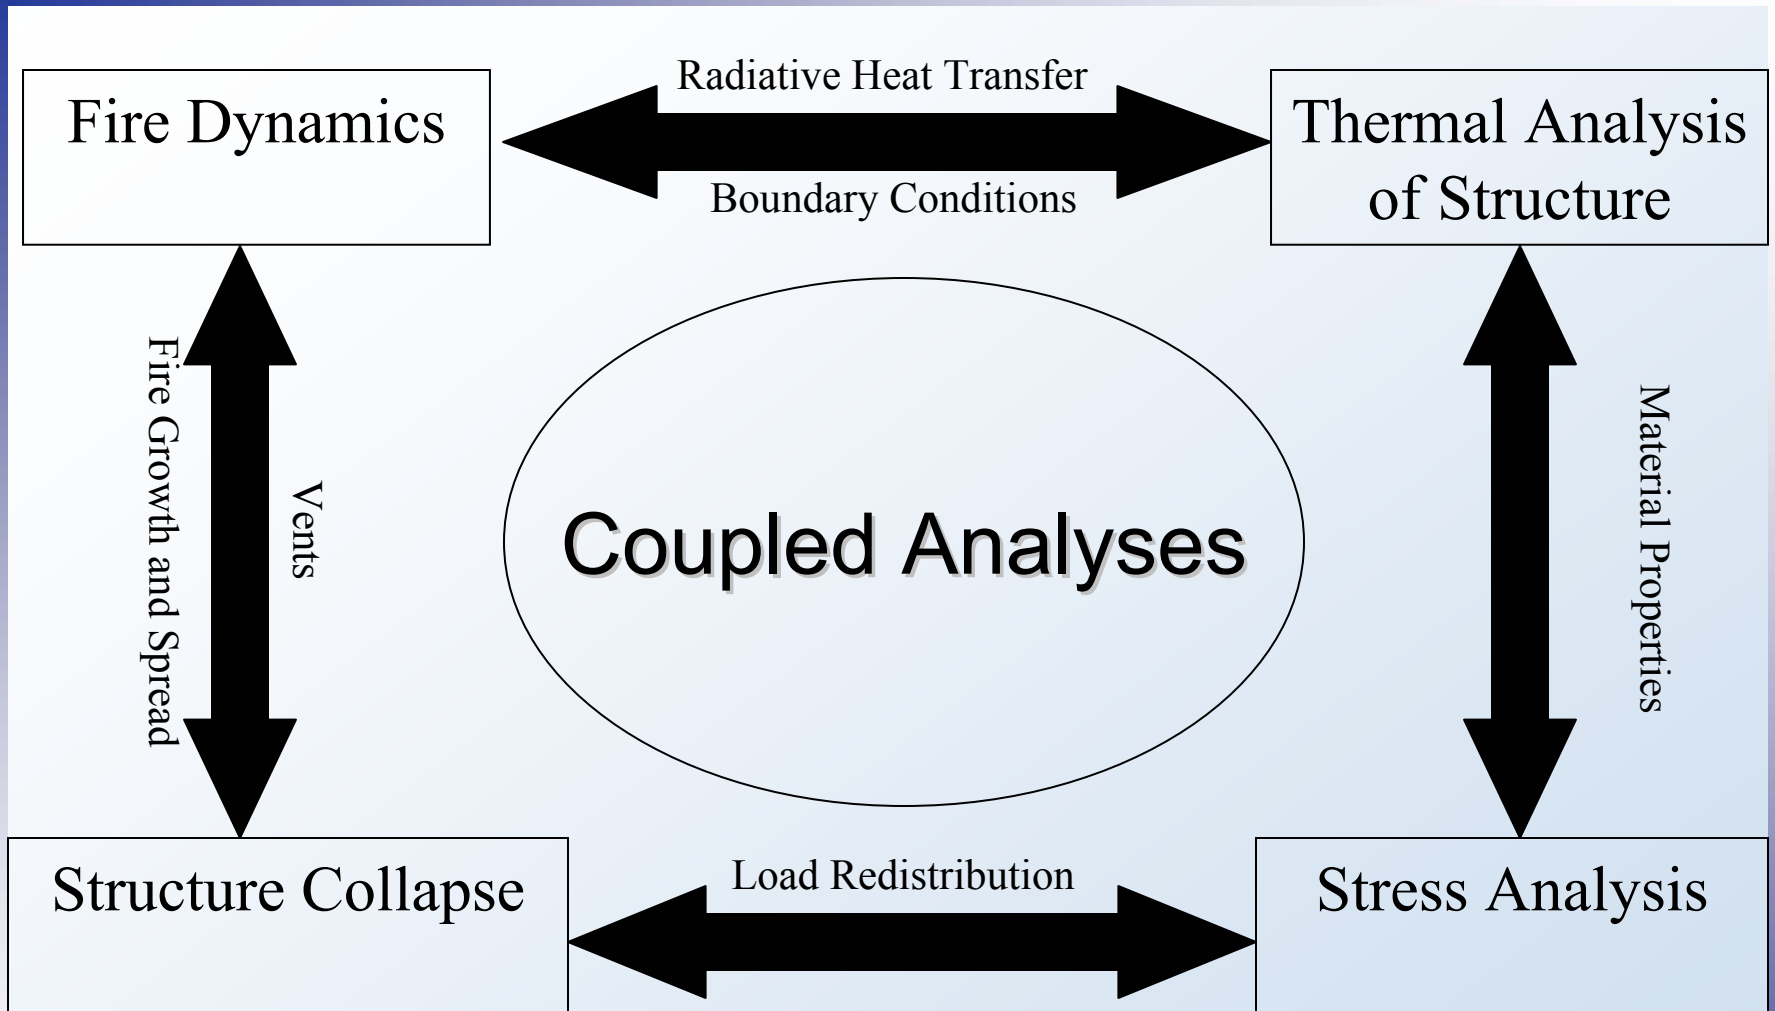 Radiative Heat Transfer
Fire Dynamics
Thermal Analysis
of Structure
Boundary Conditions
Fire Growth and Spread
Vents
Coupled Analyses
Material Properties
Structure Collapse
Load Redistribution
Stress Analysis